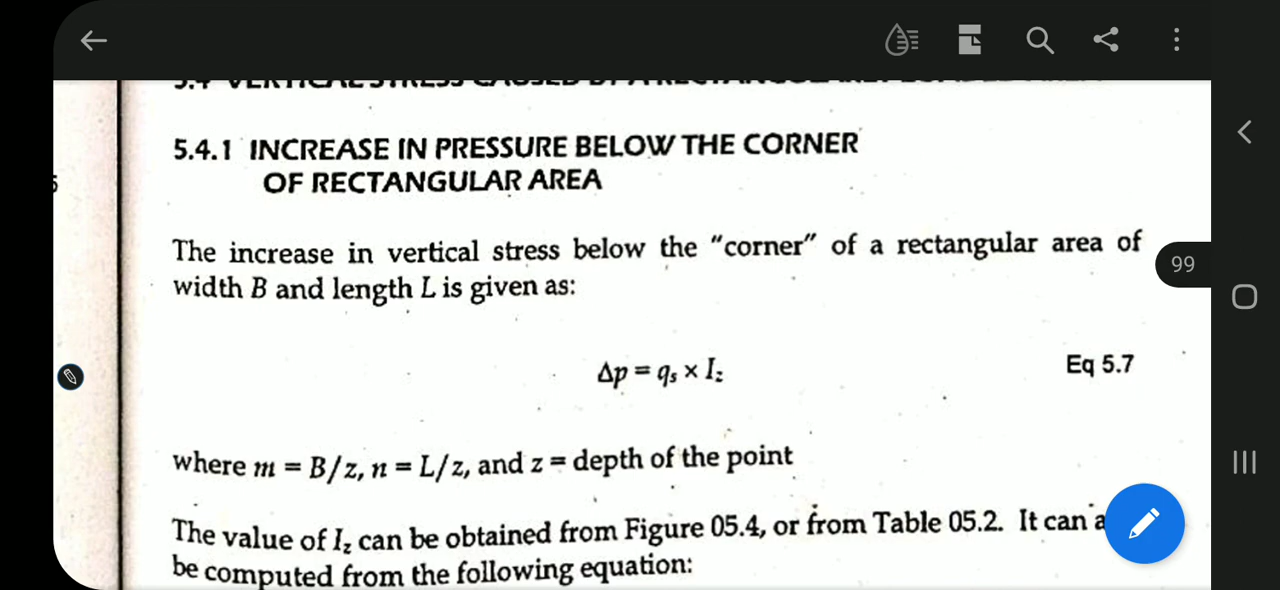 5.4.1 INCREASE IN PRESSURE BELOW THE CORNER
OF RECTANGULAR AREA
The increase in vertical stress below the "corner" of a rectangular area of
99
width B and length L is given as:
Δp = qs × Iz
Eq 5.7
where m = B/z, n = L/z, and z = depth of the point
The value of Iz can be obtained from Figure 05.4, or from Table 05.2. It can
be computed from the following equation: